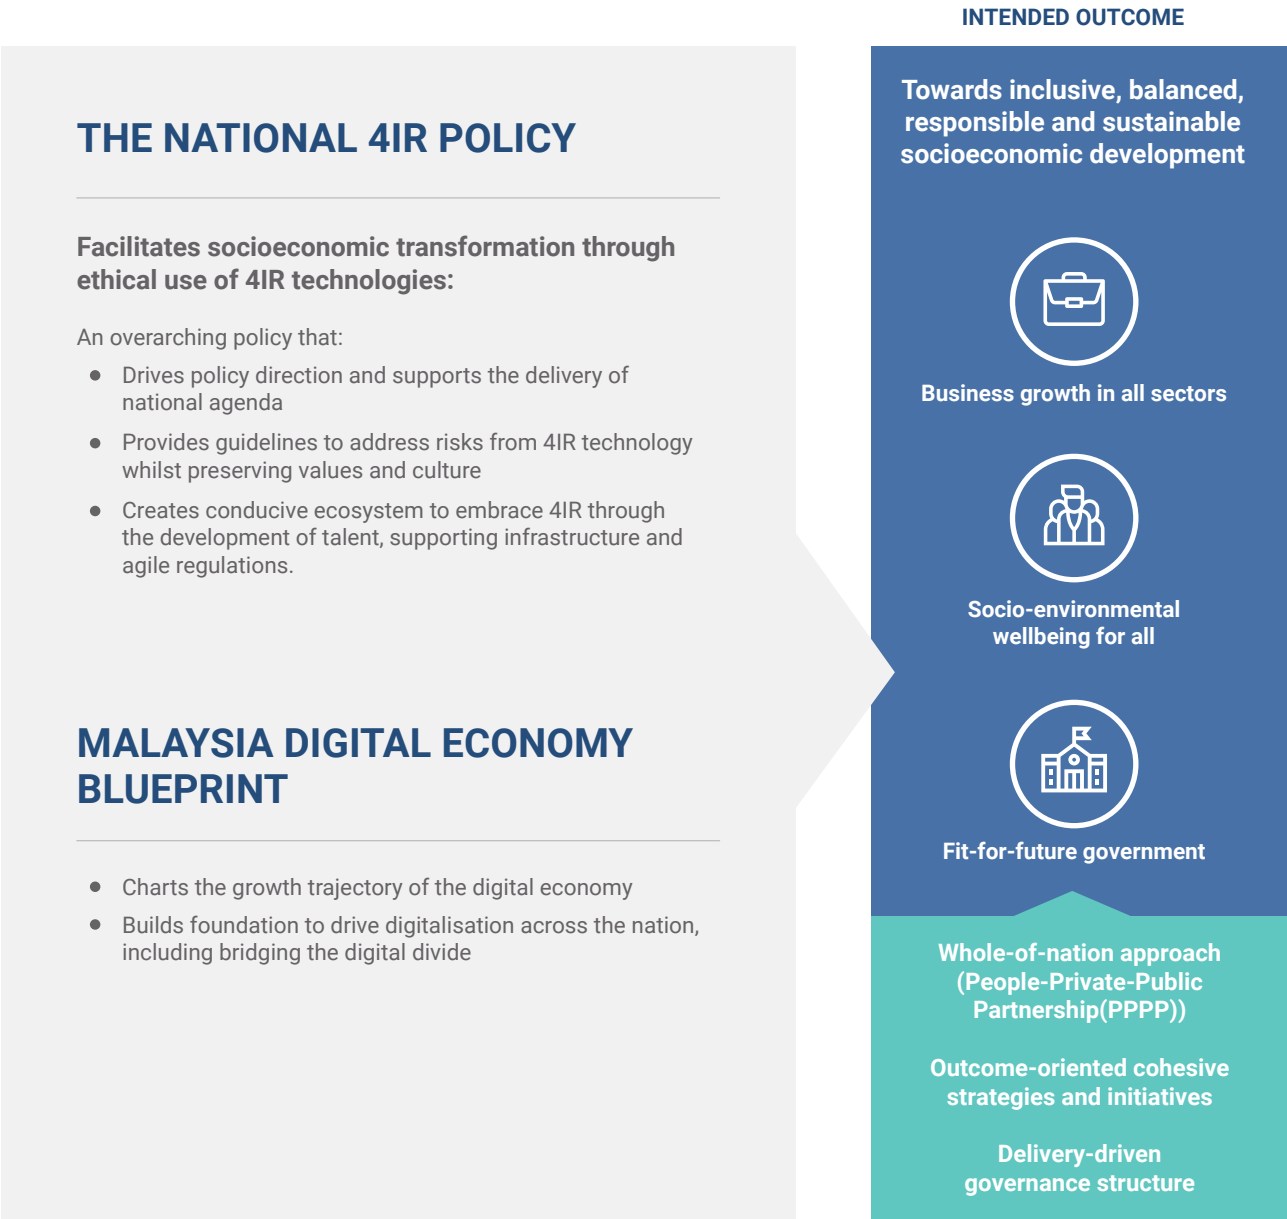 INTENDED OUTCOME
THE NATIONAL 4IR POLICY
Facilitates socioeconomic transformation through
ethical use of 4IR technologies:
An overarching policy that:
● Drives policy direction and supports the delivery of
national agenda
● Provides guidelines to address risks from 4IR technology
whilst preserving values and culture
● Creates conducive ecosystem to embrace 4IR through
the development of talent, supporting infrastructure and
agile regulations.
MALAYSIA DIGITAL ECONOMY
BLUEPRINT
● Charts the growth trajectory of the digital economy
● Builds foundation to drive digitalisation across the nation,
including bridging the digital divide
Towards inclusive, balanced,
responsible and sustainable
socioeconomic development
Business growth in all sectors
Socio-environmental
wellbeing for all
Fit-for-future government
Whole-of-nation approach
(People-Private-Public
Partnership(PPPP))
Outcome-oriented cohesive
strategies and initiatives
Delivery-driven
governance structure